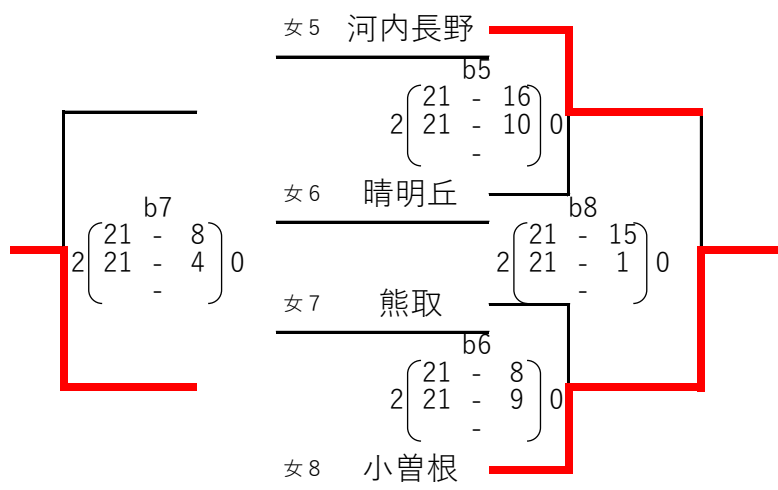 女5 河内長野
b5
21 - 16
2 21 - 10 0
-
女6 晴明丘
b7
21 - 8
2 21 - 4 0
-
b8
21 - 15
2 21 - 1 0
-
女7 熊取
b6
21 - 8
2 21 - 9 0
-
女8 小曽根